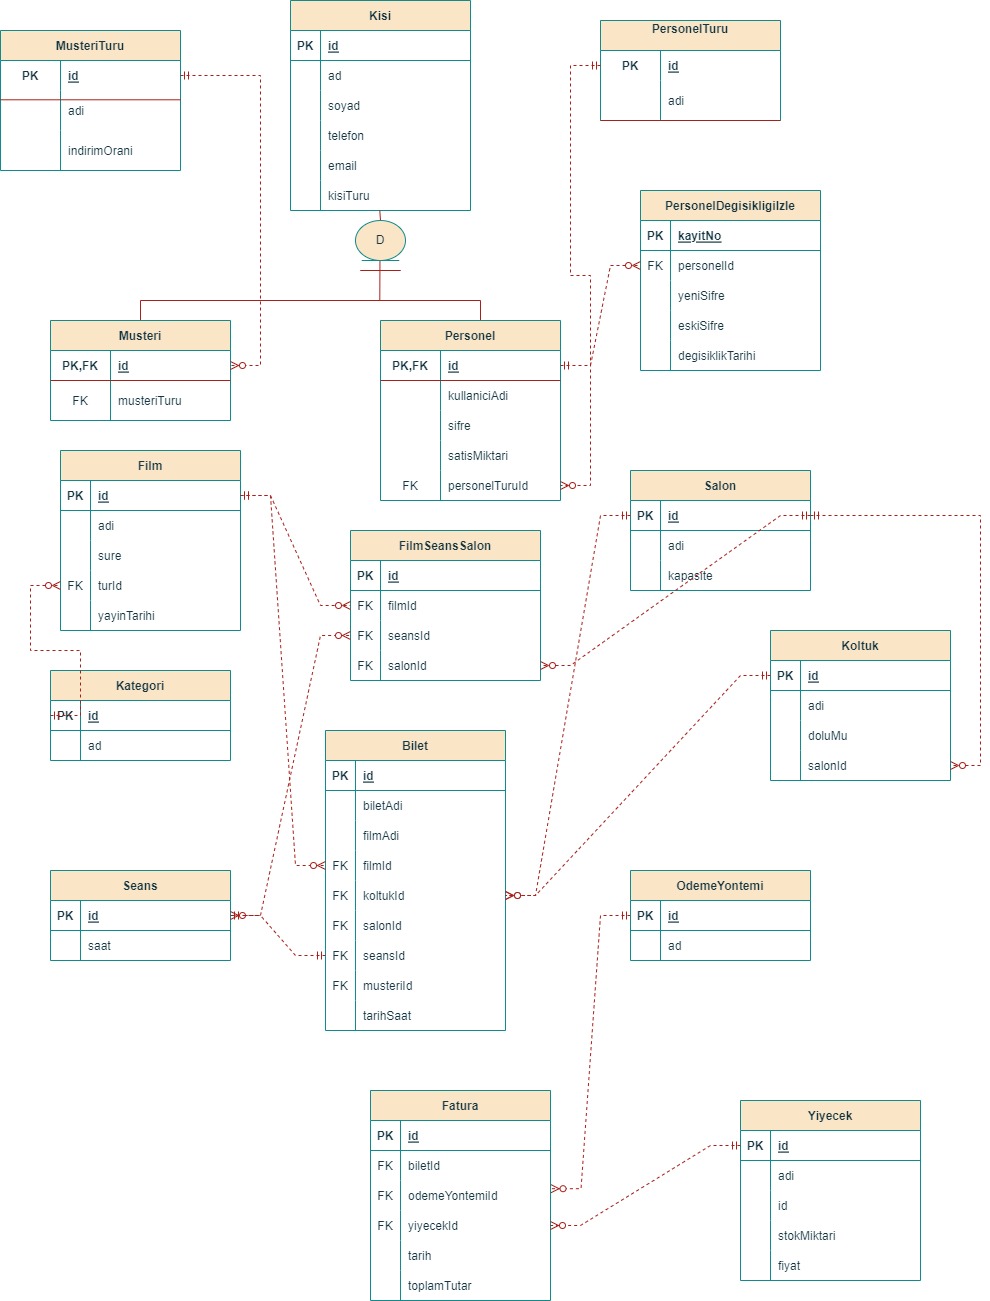 Kisi
PK id
ad
soyad
telefon
email
kisiTuru
MusteriTuru
PK id
adi
indirimOrani
PersonelTuru
PK id
adi
PersonelDegisikligiIzle
PK kayitNo
FK personelId
yeniSifre
eskiSifre
degisiklikTarihi
D
Musteri
PK,FK id
FK musteriTuru
Personel
PK,FK id
kullaniciAdi
sifre
satisMiktari
FK personelTuruId
Film
PK id
adi
sure
FK turId
yayinTarihi
FilmSeansSalon
PK id
FK filmId
FK seansId
FK salonId
Salon
PK id
adi
kapasite
Koltuk
PK id
adi
doluMu
salonId
Kategori
PK id
ad
Bilet
PK id
biletAdi
filmAdi
FK filmId
FK koltukId
FK salonId
FK seansId
FK musteriId
tarihSaat
Seans
PK id
saat
OdemeYontemi
PK id
ad
Fatura
PK id
FK biletId
FK odemeYontemiId
FK yiyecekId
tarih
toplamTutar
Yiyecek
PK id
adi
id
stokMiktari
fiyat